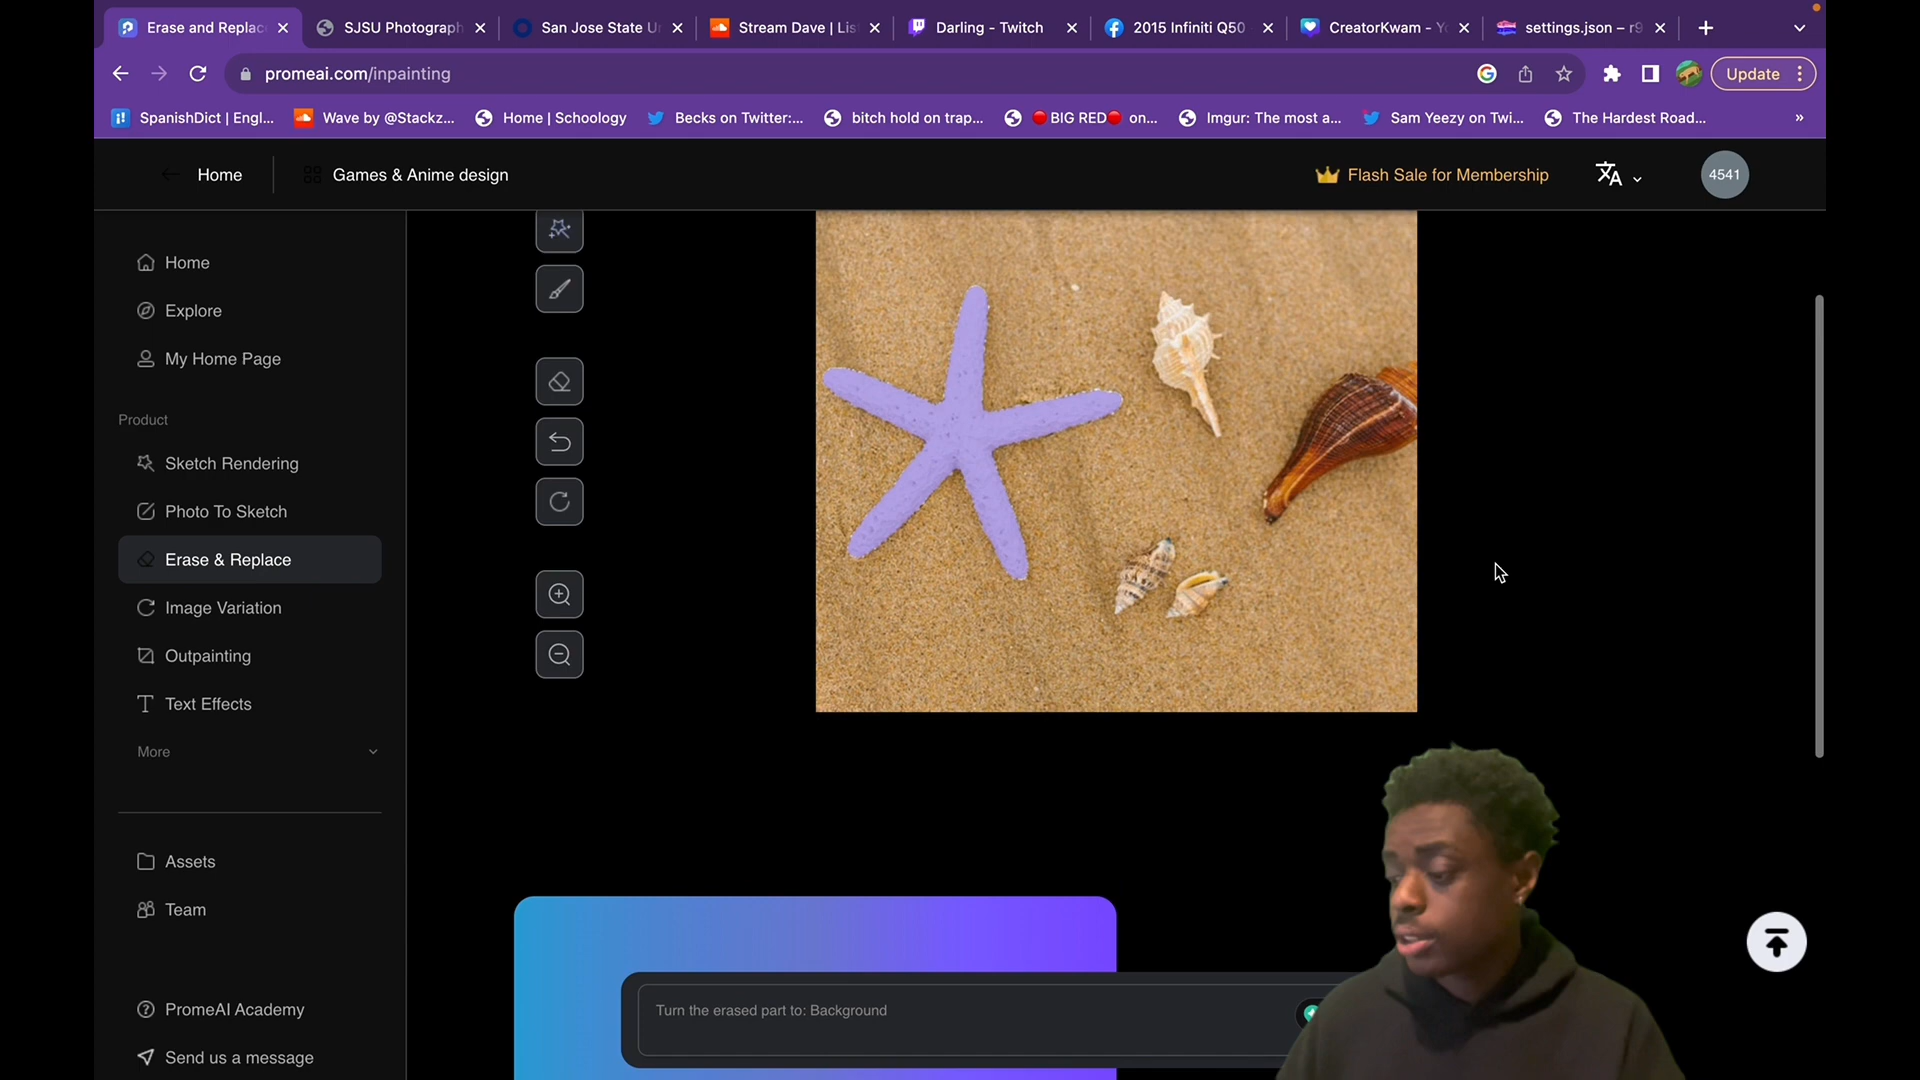 Erase and Replac
SJSU Photograph
San Jose State U
Stream Dave | Lis
Darling - Twitch
2015 Infiniti Q50
CreatorKwam - Yo
settings.json – r9
promeai.com/inpainting
Update
SpanishDict | Engl...
Wave by @Stackz...
Home | Schoology
Becks on Twitter:...
bitch hold on trap...
🔴BIG RED🔴 on...
Imgur: The most a...
Sam Yeezy on Twi...
The Hardest Road...
»
Home
Games & Anime design
Flash Sale for Membership
4541
Home
Explore
My Home Page
Product
Sketch Rendering
Photo To Sketch
Erase & Replace
Image Variation
Outpainting
Text Effects
More
Assets
Team
PromeAI Academy
Send us a message
Turn the erased part to: Background